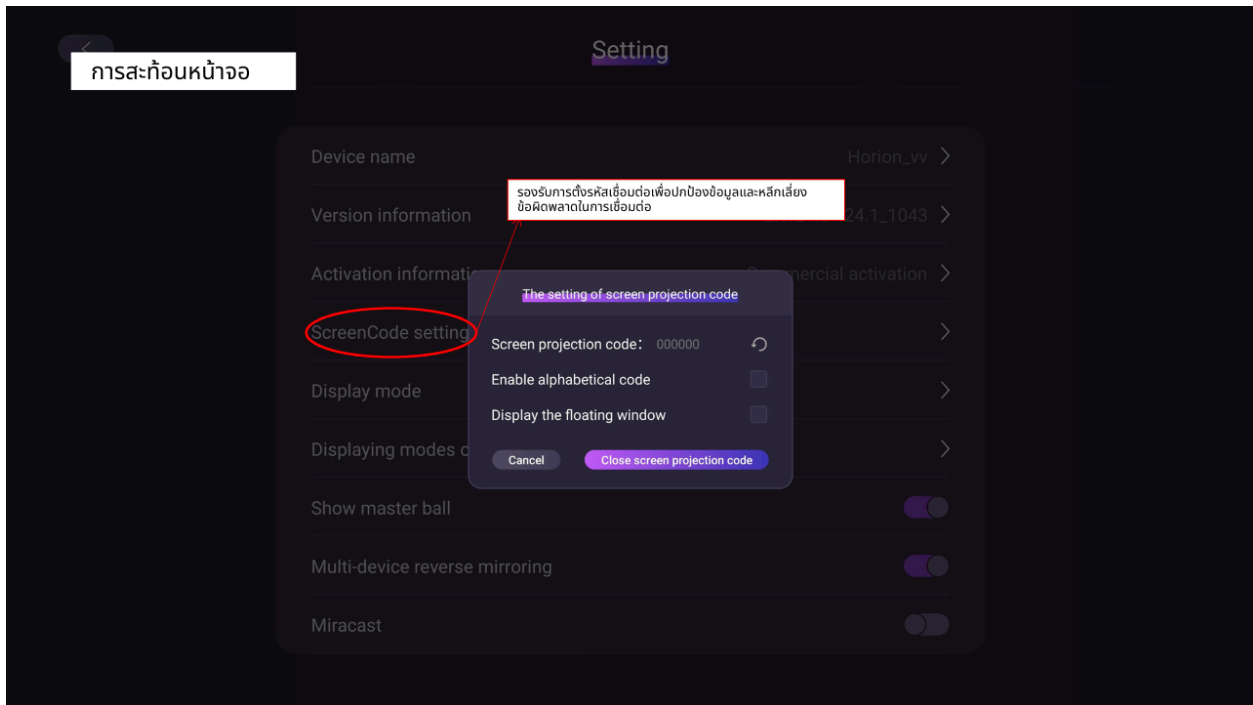 การสะท้อนหน้าจอ
Setting
Device name
Horion_vv
รองรับการตั้งรหัสเชื่อมต่อเพื่อปกป้องข้อมูลและหลีกเลี่ยง
ข้อผิดพลาดในการเชื่อมต่อ
Version information
24.1_1043
Activation
activation
The setting of screen projection code
ScreenCode setting
Screen projection code: 000000
Enable alphabetical code
Display mode
Display the floating window
Displaying modes
Cancel
Close screen projection code
Show master ball
Multi-device reverse mirroring
Miracast